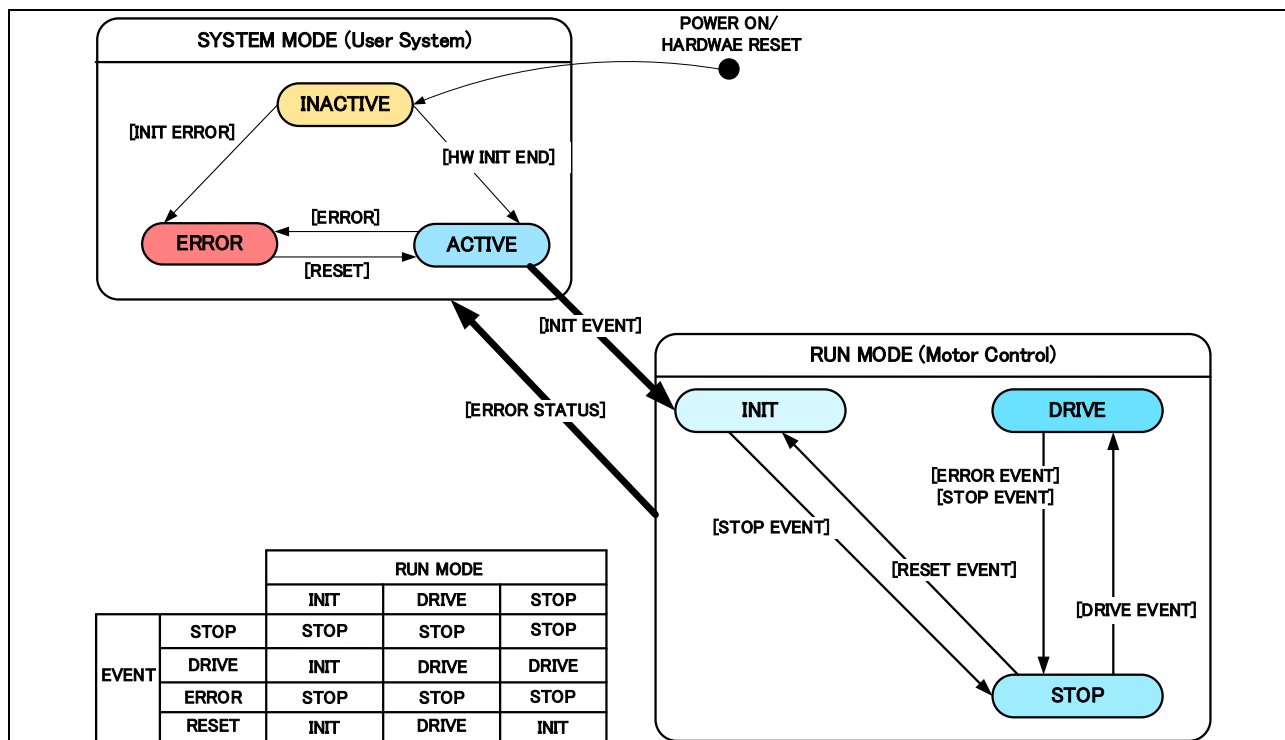 POWER ON/
HARDWAE RESET
SYSTEM MODE (User System)
INACTIVE
[INIT ERROR]
[HW INIT END]
[ERROR]
ERROR
ACTIVE
[RESET]
[INIT EVENT]
[ERROR STATUS]
RUN MODE (Motor Control)
INIT
DRIVE
[ERROR EVENT]
[STOP EVENT]
[STOP EVENT]
[RESET EVENT]
[DRIVE EVENT]
STOP
RUN MODE
INIT DRIVE STOP
EVENT
STOP STOP STOP STOP
DRIVE INIT DRIVE DRIVE
ERROR STOP STOP STOP
RESET INIT DRIVE INIT